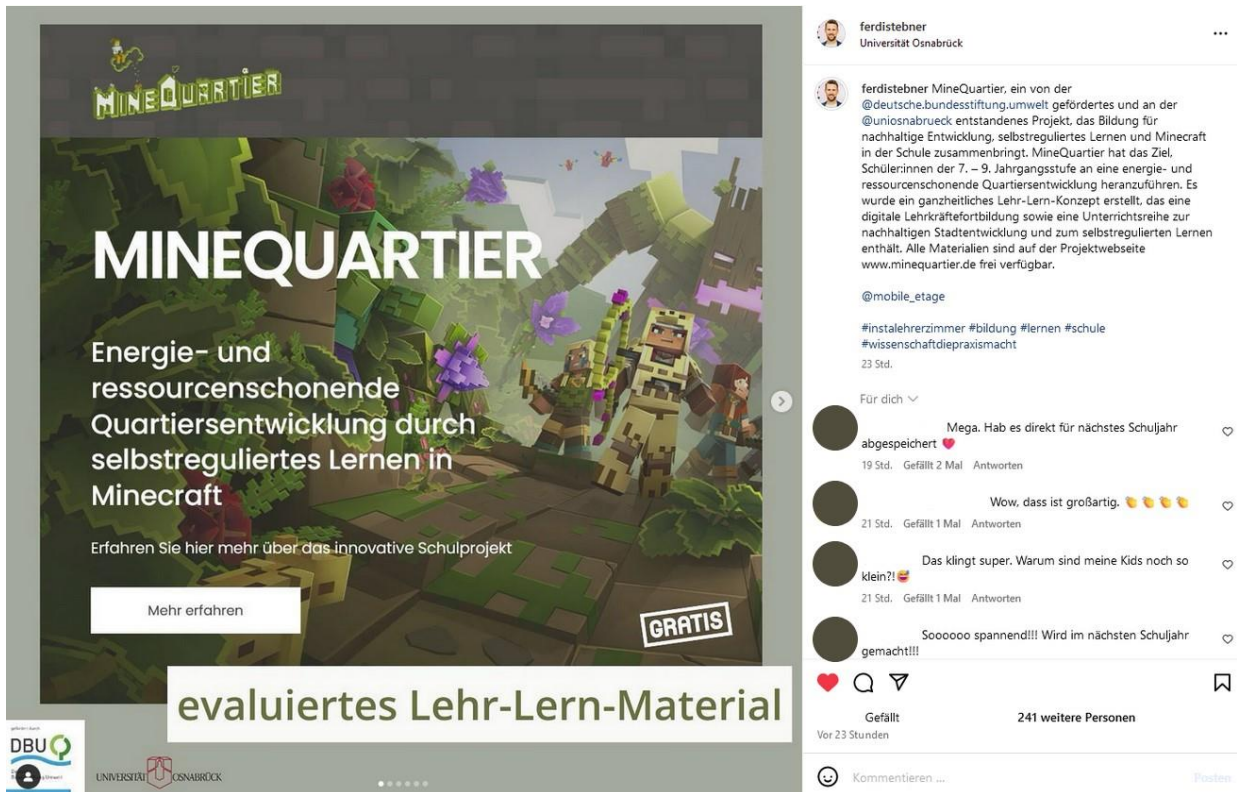 MINEQUARTIER
MINEQUARTIER
Energie- und
ressourcenschonende
Quartiersentwicklung durch
selbstreguliertes Lernen in
Minecraft
Erfahren Sie hier mehr über das innovative Schulprojekt
Mehr erfahren
GRATIS
evaluiertes Lehr-Lern-Material
DBU
UNIVERSITÄT OSNABRÜCK
ferdistebner
Universität Osnabrück
ferdistebner MineQuartier, ein von der
@deutsche.bundesstiftung.umwelt gefördertes und an der
@uniosnabrueck entstandenes Projekt, das Bildung für
nachhaltige Entwicklung, selbstreguliertes Lernen und Minecraft
in der Schule zusammenbringt. MineQuartier hat das Ziel,
Schüler:innen der 7. – 9. Jahrgangsstufe an eine energie- und
ressourcenschonende Quartiersentwicklung heranzuführen. Es
wurde ein ganzheitliches Lehr-Lern-Konzept erstellt, das eine
digitale Lehrkräftefortbildung sowie eine Unterrichtsreihe zur
nachhaltigen Stadtentwicklung und zum selbstregulierten Lernen
enthält. Alle Materialien sind auf der Projektwebseite
www.minequartier.de frei verfügbar.
@mobile_etage
#instalehrerzimmer #bildung #lernen #schule
#wissenschaftdiepraxismacht
23 Std.
Für dich
Mega. Hab es direkt für nächstes Schuljahr
abgespeichert ❤️
19 Std. Gefällt 2 Mal Antworten
Wow, dass ist großartig. 👏👏👏👏
21 Std. Gefällt 1 Mal Antworten
Das klingt super. Warum sind meine Kids noch so
klein?!😅
21 Std. Gefällt 1 Mal Antworten
Soooooo spannend!!! Wird im nächsten Schuljahr
gemacht!!!
Gefällt 241 weitere Personen
Vor 23 Stunden
Kommentieren ...
Posten